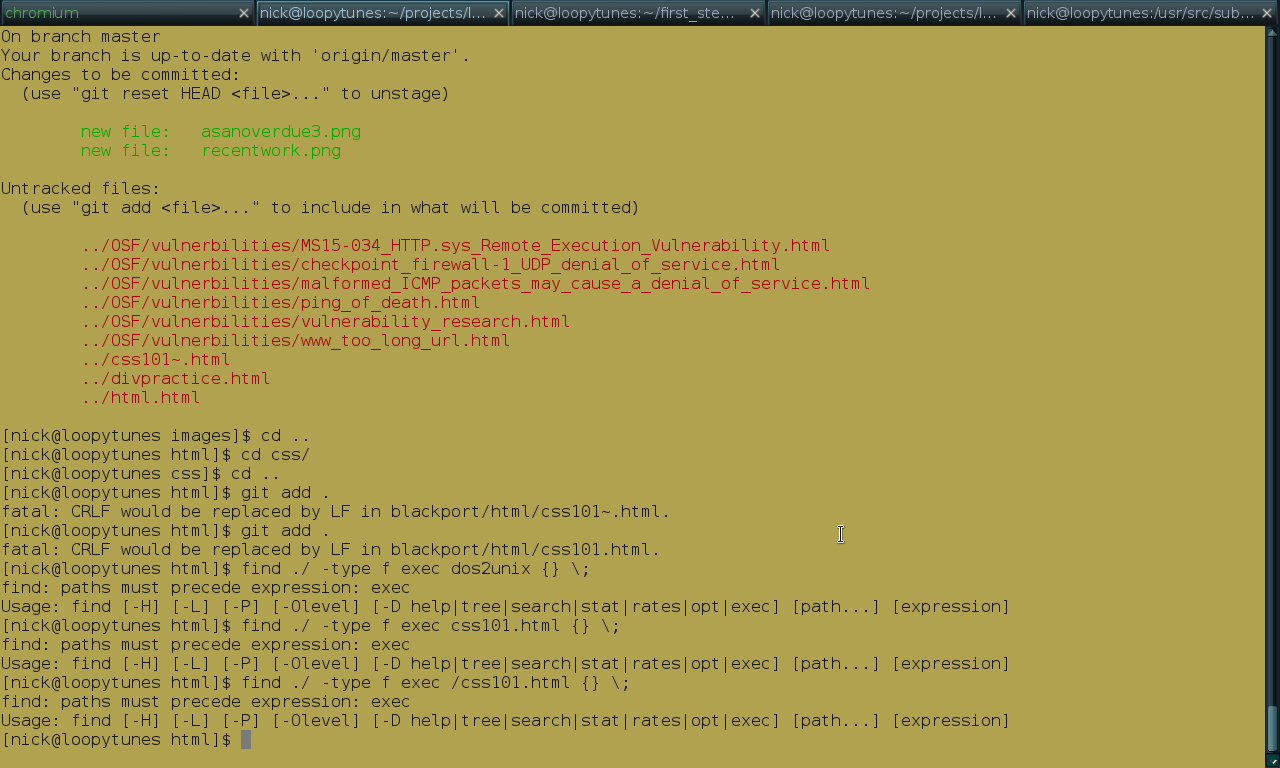 chromium
nick@loopytunes:~/projects/l...
nick@loopytunes:~/first_ste...
nick@loopytunes:~/projects/l...
nick@loopytunes:/usr/src/sub...
On branch master
Your branch is up-to-date with 'origin/master'.
Changes to be committed:
  (use "git reset HEAD <file>..." to unstage)
        new file:   asanoverdue3.png
        new file:   recentwork.png
Untracked files:
  (use "git add <file>..." to include in what will be committed)
        ../OSF/vulnerbilities/MS15-034_HTTP.sys_Remote_Execution_Vulnerability.html
        ../OSF/vulnerbilities/checkpoint_firewall-1_UDP_denial_of_service.html
        ../OSF/vulnerbilities/malformed_ICMP_packets_may_cause_a_denial_of_service.html
        ../OSF/vulnerbilities/ping_of_death.html
        ../OSF/vulnerbilities/vulnerability_research.html
        ../OSF/vulnerbilities/www_too_long_url.html
        ../css101~.html
        ../divpractice.html
        ../html.html
[nick@loopytunes images]$ cd ..
[nick@loopytunes html]$ cd css/
[nick@loopytunes css]$ cd ..
[nick@loopytunes html]$ git add .
fatal: CRLF would be replaced by LF in blackport/html/css101~.html.
[nick@loopytunes html]$ git add .
fatal: CRLF would be replaced by LF in blackport/html/css101.html.
[nick@loopytunes html]$ find ./ -type f exec dos2unix {} \;
find: paths must precede expression: exec
Usage: find [-H] [-L] [-P] [-Olevel] [-D help|tree|search|stat|rates|opt|exec] [path...] [expression]
[nick@loopytunes html]$ find ./ -type f exec css101.html {} \;
find: paths must precede expression: exec
Usage: find [-H] [-L] [-P] [-Olevel] [-D help|tree|search|stat|rates|opt|exec] [path...] [expression]
[nick@loopytunes html]$ find ./ -type f exec /css101.html {} \;
find: paths must precede expression: exec
Usage: find [-H] [-L] [-P] [-Olevel] [-D help|tree|search|stat|rates|opt|exec] [path...] [expression]
[nick@loopytunes html]$